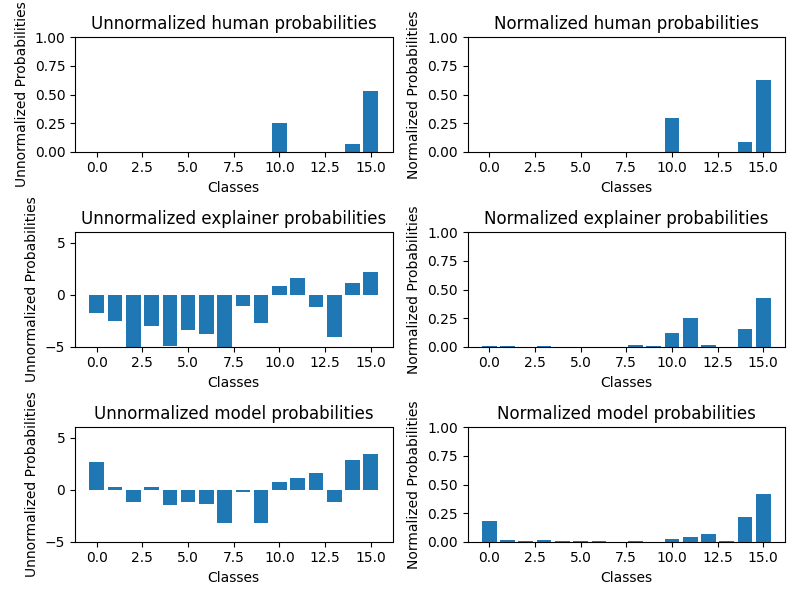 Unnormalized human probabilities
Unnormalized Probabilities
1.00
0.75
0.50
0.25
0.00
0.0 2.5 5.0 7.5 10.0 12.5 15.0
Classes
Normalized human probabilities
Normalized Probabilities
1.00
0.75
0.50
0.25
0.00
0.0 2.5 5.0 7.5 10.0 12.5 15.0
Classes
Unnormalized explainer probabilities
Unnormalized Probabilities
5
0
−5
0.0 2.5 5.0 7.5 10.0 12.5 15.0
Classes
Normalized explainer probabilities
Normalized Probabilities
1.00
0.75
0.50
0.25
0.00
0.0 2.5 5.0 7.5 10.0 12.5 15.0
Classes
Unnormalized model probabilities
Unnormalized Probabilities
5
0
−5
0.0 2.5 5.0 7.5 10.0 12.5 15.0
Classes
Normalized model probabilities
Normalized Probabilities
1.00
0.75
0.50
0.25
0.00
0.0 2.5 5.0 7.5 10.0 12.5 15.0
Classes